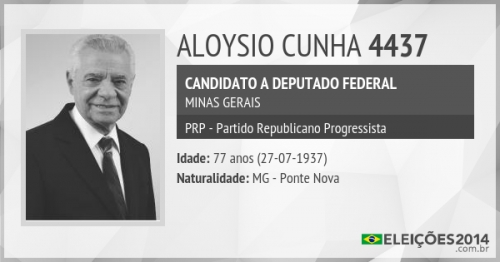 ALOYSIO CUNHA 4437
CANDIDATO A DEPUTADO FEDERAL
MINAS GERAIS
PRP - Partido Republicano Progressista
Idade: 77 anos (27-07-1937)
Naturalidade: MG - Ponte Nova
ELEIÇÕES2014
.com.br